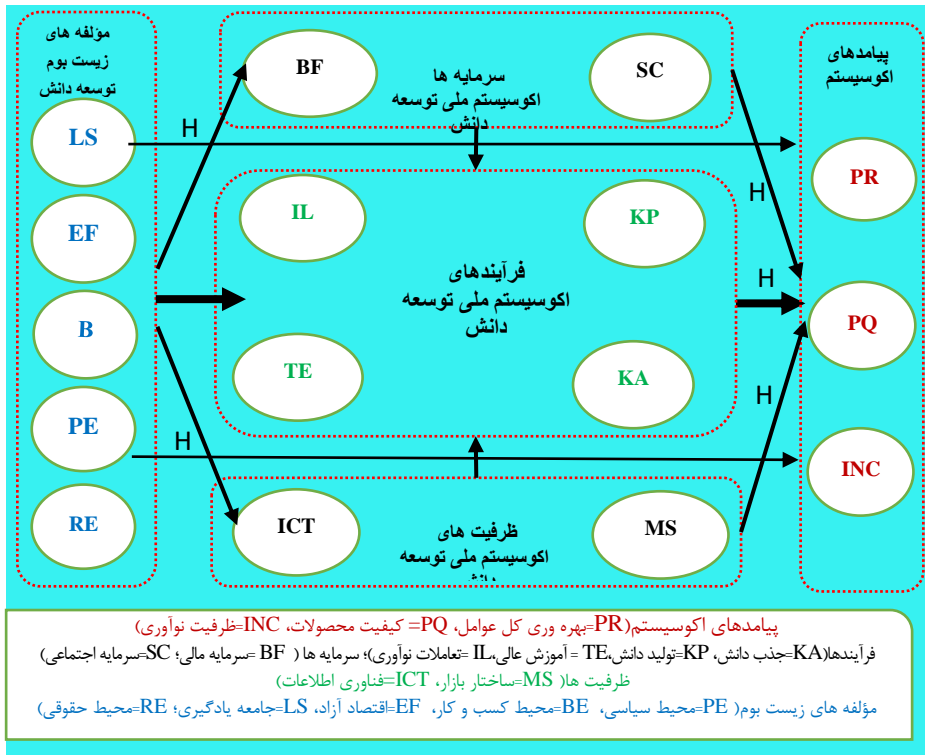 مؤلفه های
زیست بوم
توسعه دانش
LS
EF
B
PE
RE
BF
SC
سرمایه ها
اکوسیستم ملی توسعه
دانش
H
H
IL
KP
فرآیندهای
اکوسیستم ملی توسعه
دانش
TE
KA
H
H
H
ICT
MS
ظرفیت های
اکوسیستم ملی توسعه
پیامدهای
اکوسیستم
PR
PQ
INC
پیامدهای اکوسیستم(PR=بهره وری کل عوامل، PQ= کیفیت محصولات، INC=ظرفیت نوآوری)
فرآیندها(KA=جذب دانش، KP=تولید دانش،TE = آموزش عالی،IL =تعاملات نوآوری)؛ سرمایه ها ( BF =سرمایه مالی؛ SC=سرمایه اجتماعی)
ظرفیت ها( MS=ساختار بازار، ICT=فناوری اطلاعات)
مؤلفه های زیست بوم( PE=محیط سیاسی، BE=محیط کسب و کار، EF=اقتصاد آزاد، LS=جامعه یادگیری؛ RE=محیط حقوقی)